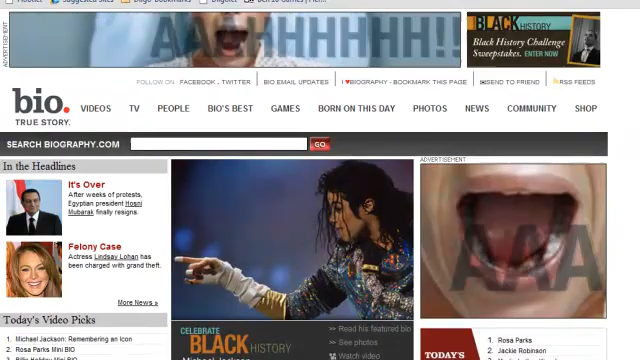 AAAHHHHHHH!!
ADVERTISEMENT
BLACK HISTORY
Black History Challenge
Sweepstakes. ENTER NOW
FOLLOW ON FACEBOOK . TWITTER
BIO EMAIL UPDATES
I ♥BIOGRAPHY - BOOKMARK THIS PAGE
SEND TO FRIEND
RSS FEEDS
bio.
TRUE STORY.
VIDEOS TV PEOPLE BIO'S BEST GAMES BORN ON THIS DAY PHOTOS NEWS COMMUNITY SHOP
SEARCH BIOGRAPHY.COM
GO
In the Headlines
It's Over
After weeks of protests,
Egyptian president Hosni
Mubarak finally resigns.
Felony Case
Actress Lindsay Lohan has
been charged with grand theft.
More News »
Today's Video Picks
1. Michael Jackson: Remembering an Icon
2. Rosa Parks Mini BIO
CELEBRATE
BLACK HISTORY
Michael Jackson
>> Read his featured bio
>> See photos
>> Watch video
ADVERTISEMENT
AAA
TODAY'S
1. Rosa Parks
2. Jackie Robinson